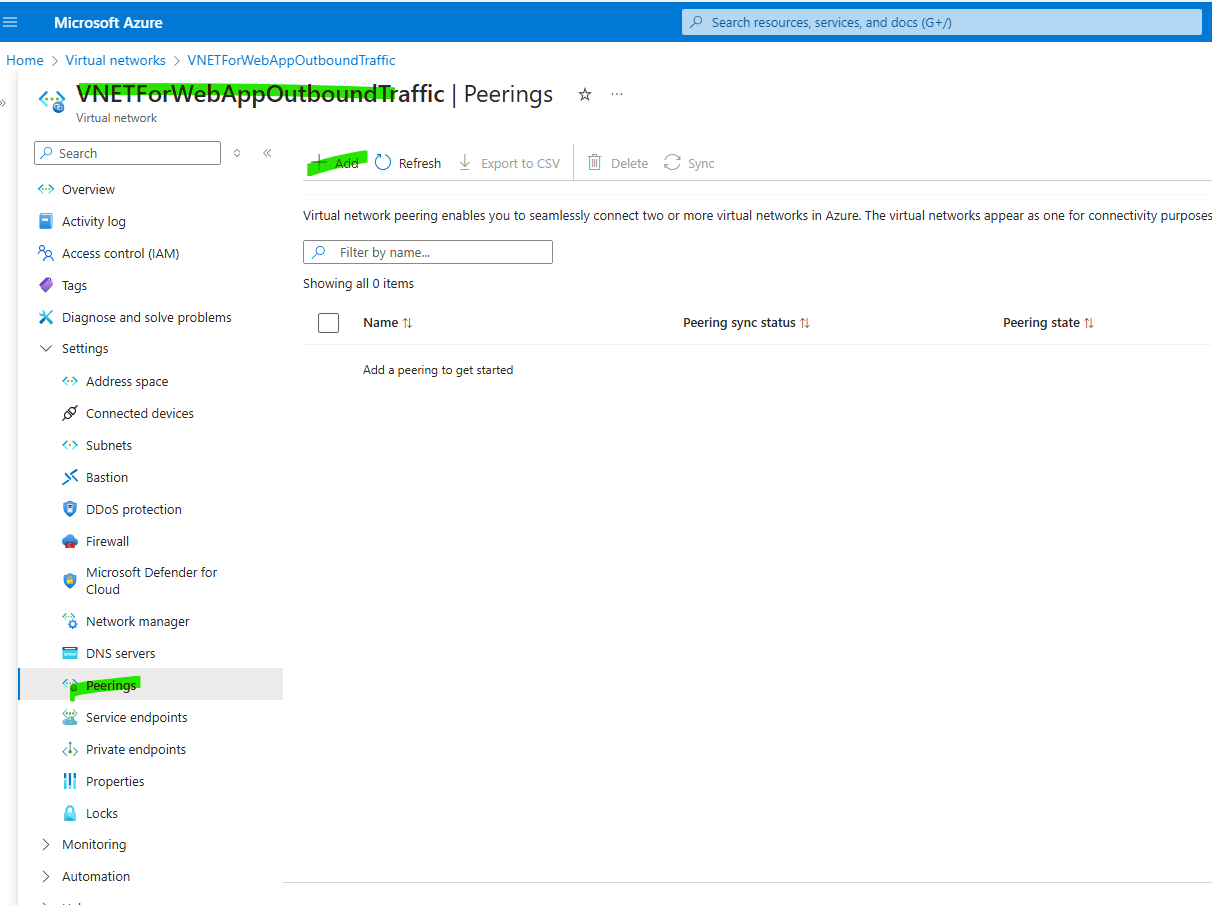 Microsoft Azure
Search resources, services, and docs (G+/)
Home > Virtual networks > VNETForWebAppOutboundTraffic
VNETForWebAppOutboundTraffic | Peerings
Virtual network
Search
Overview
Activity log
Access control (IAM)
Tags
Diagnose and solve problems
Settings
Address space
Connected devices
Subnets
Bastion
DDoS protection
Firewall
Microsoft Defender for
Cloud
Network manager
DNS servers
Peerings
Service endpoints
Private endpoints
Properties
Locks
Monitoring
Automation
Add Refresh Export to CSV Delete Sync
Virtual network peering enables you to seamlessly connect two or more virtual networks in Azure. The virtual networks appear as one for connectivity purposes
Filter by name...
Showing all 0 items
Name Peering sync status Peering state
Add a peering to get started